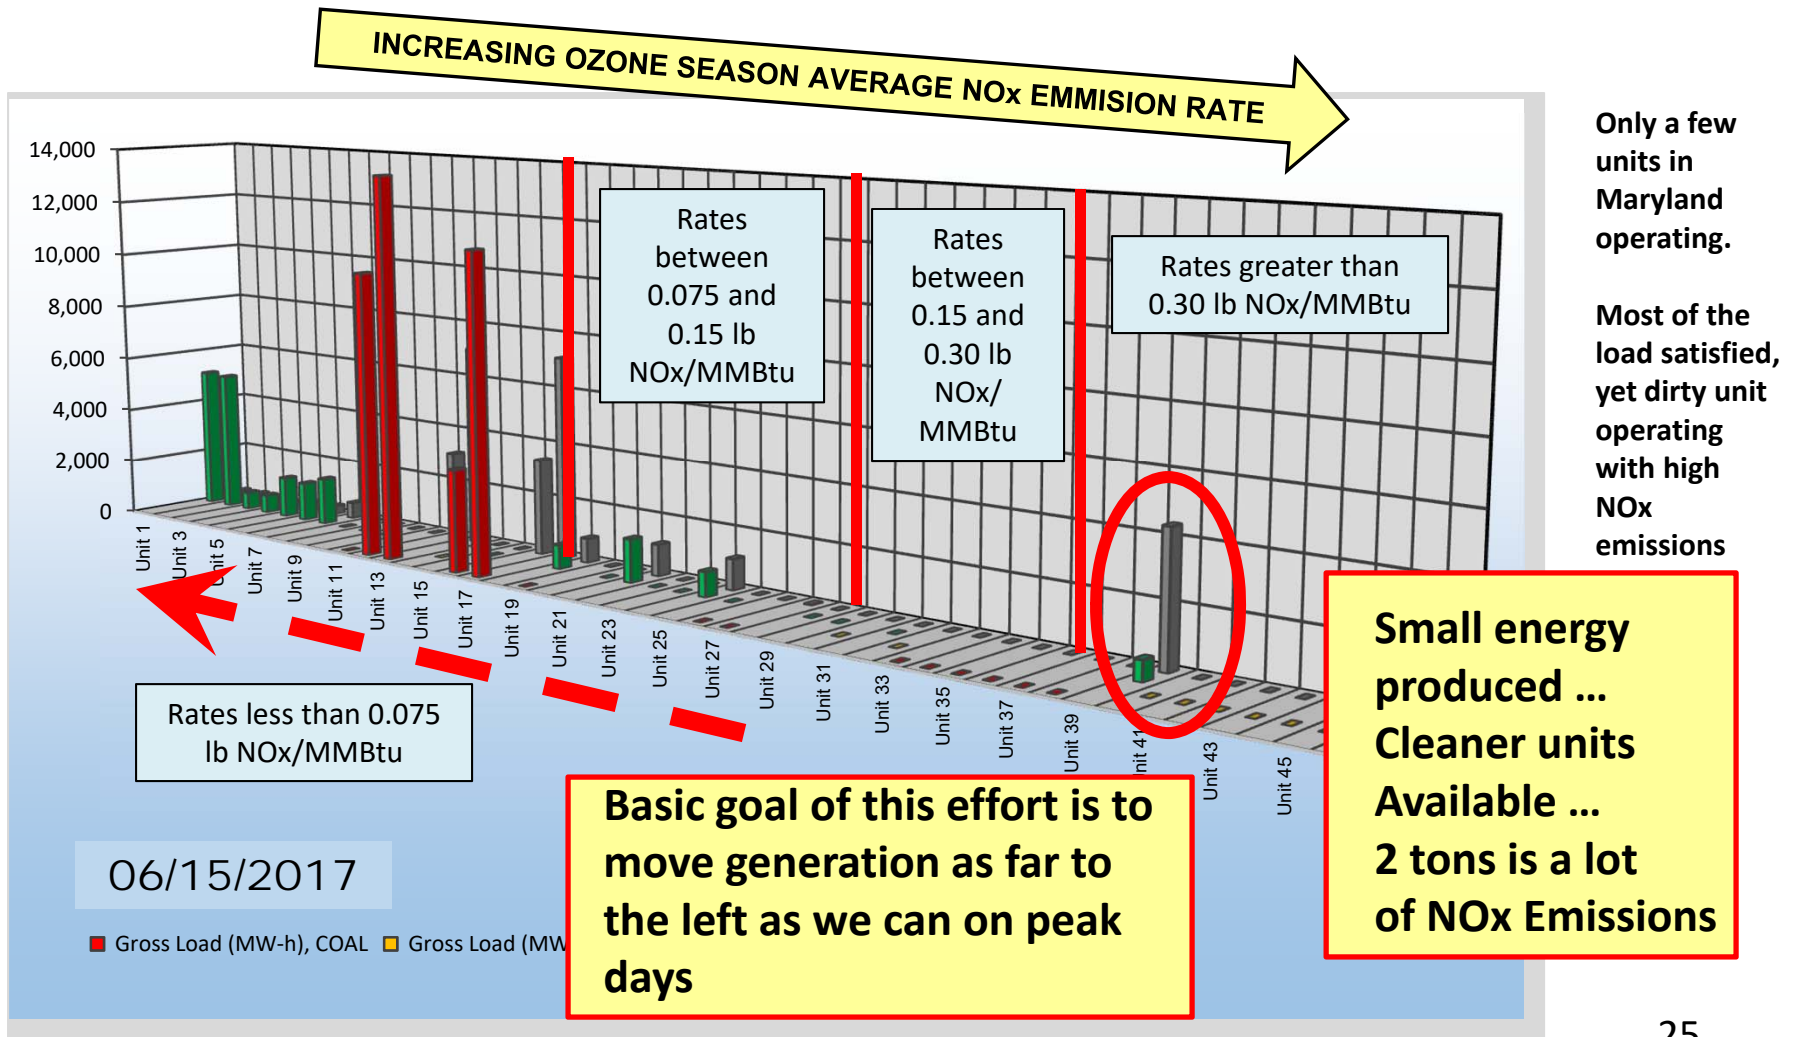 INCREASING OZONE SEASON AVERAGE NOx EMMISION RATE
14,000
12,000
10,000
8,000
6,000
4,000
2,000
0
Rates
between
0.075 and
0.15 lb
NOx/MMBtu
Rates
between
0.15 and
0.30 lb
NOx/
MMBtu
Rates greater than
0.30 lb NOx/MMBtu
Only a few
units in
Maryland
operating.
Most of the
load satisfied,
yet dirty unit
operating
with high
NOx
emissions
Unit 1
Unit 3
Unit 5
Unit 7
Unit 9
Unit 11
Unit 13
Unit 15
Unit 17
Unit 19
Unit 21
Unit 23
Unit 25
Unit 27
Unit 29
Unit 31
Unit 33
Unit 35
Unit 37
Unit 39
Unit 41
Unit 43
Unit 45
Rates less than 0.075
lb NOx/MMBtu
Small energy
produced …
Cleaner units
Available …
2 tons is a lot
of NOx Emissions
Basic goal of this effort is to
move generation as far to
the left as we can on peak
days
06/15/2017
Gross Load (MW-h), COAL
Gross Load (MW
25